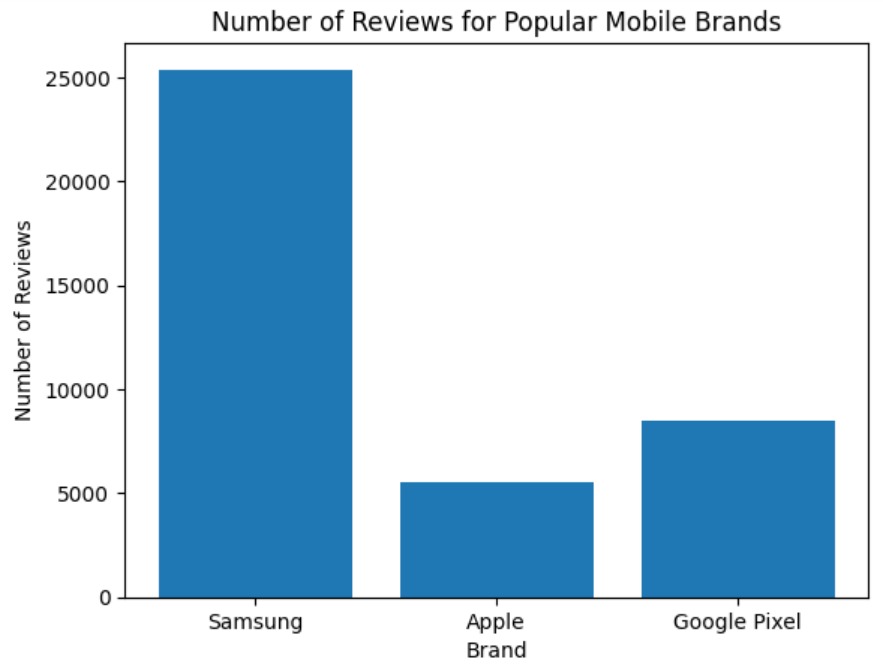 Number of Reviews for Popular Mobile Brands
Number of Reviews
25000
20000
15000
10000
5000
0
Samsung Apple Google Pixel
Brand